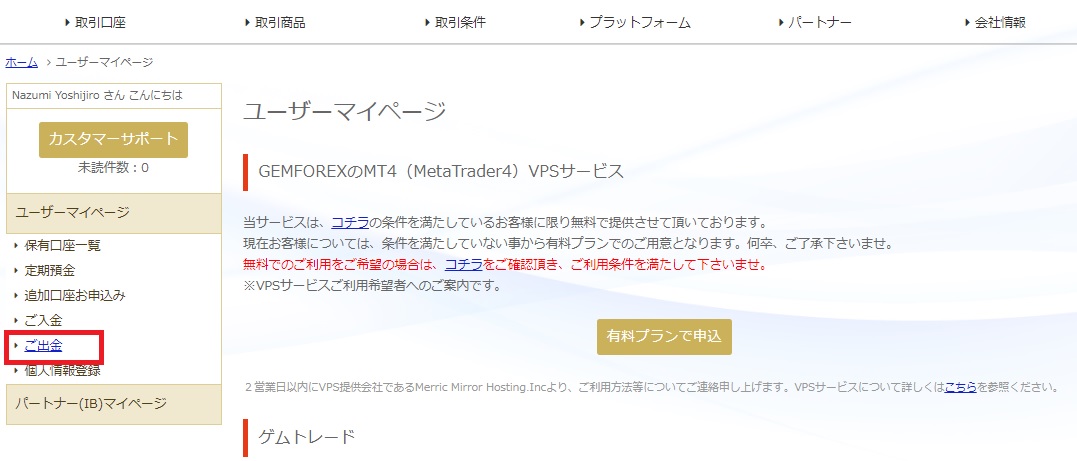 取引口座 取引商品 取引条件 プラットフォーム パートナー 会社情報
ホーム > ユーザーマイページ
Nazumi Yoshijiro さん こんにちは
カスタマーサポート
未読件数：0
ユーザーマイページ
保有口座一覧
定期預金
追加口座お申込み
ご入金
ご出金
個人情報登録
パートナー(IB)マイページ
ユーザーマイページ
GEMFOREXのMT4（MetaTrader4）VPSサービス
当サービスは、コチラの条件を満たしているお客様に限り無料で提供させて頂いております。
現在お客様については、条件を満たしていない事から有料プランでのご用意となります。何卒、ご了承下さいませ。
無料でのご利用をご希望の場合は、コチラをご確認頂き、ご利用条件を満たして下さいませ。
※VPSサービスご利用希望者へのご案内です。
有料プランで申込
２営業日以内にVPS提供会社であるMerric Mirror Hosting.Incより、ご利用方法等についてご連絡申し上げます。VPSサービスについて詳しくはこちらを参照ください。
ゲムトレード